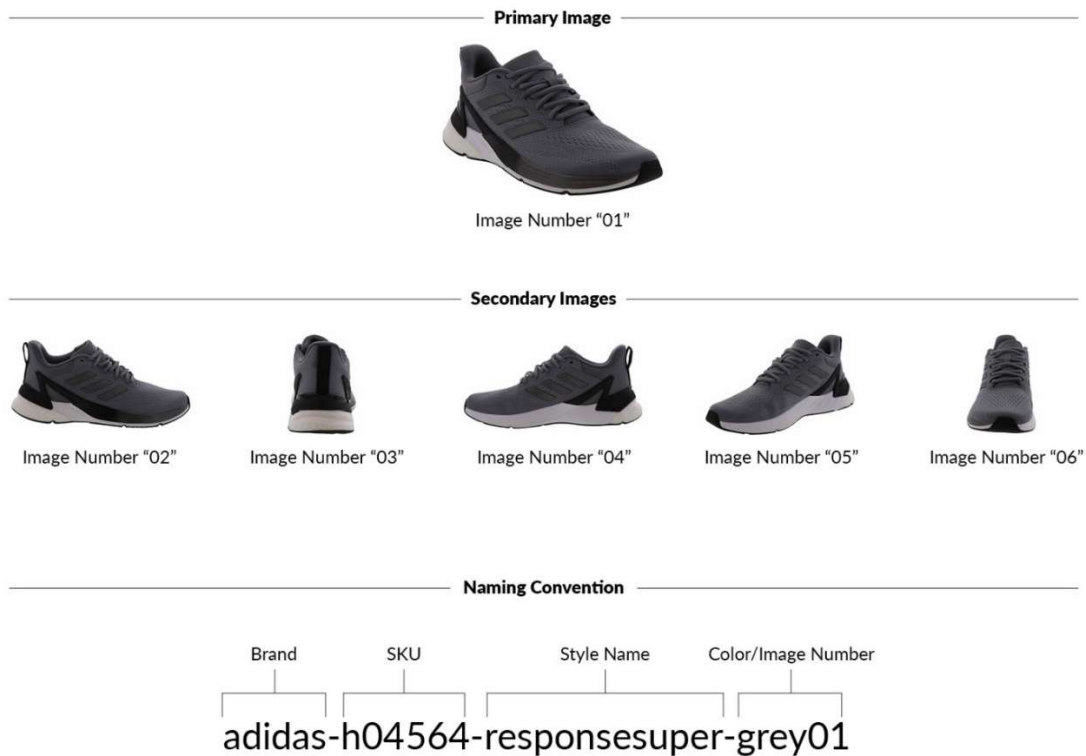 Primary Image
Image Number “01”
Secondary Images
Image Number “02”
Image Number “03”
Image Number “04”
Image Number “05”
Image Number “06”
Naming Convention
Brand
SKU
Style Name
Color/Image Number
adidas-h04564-responsesuper-grey01